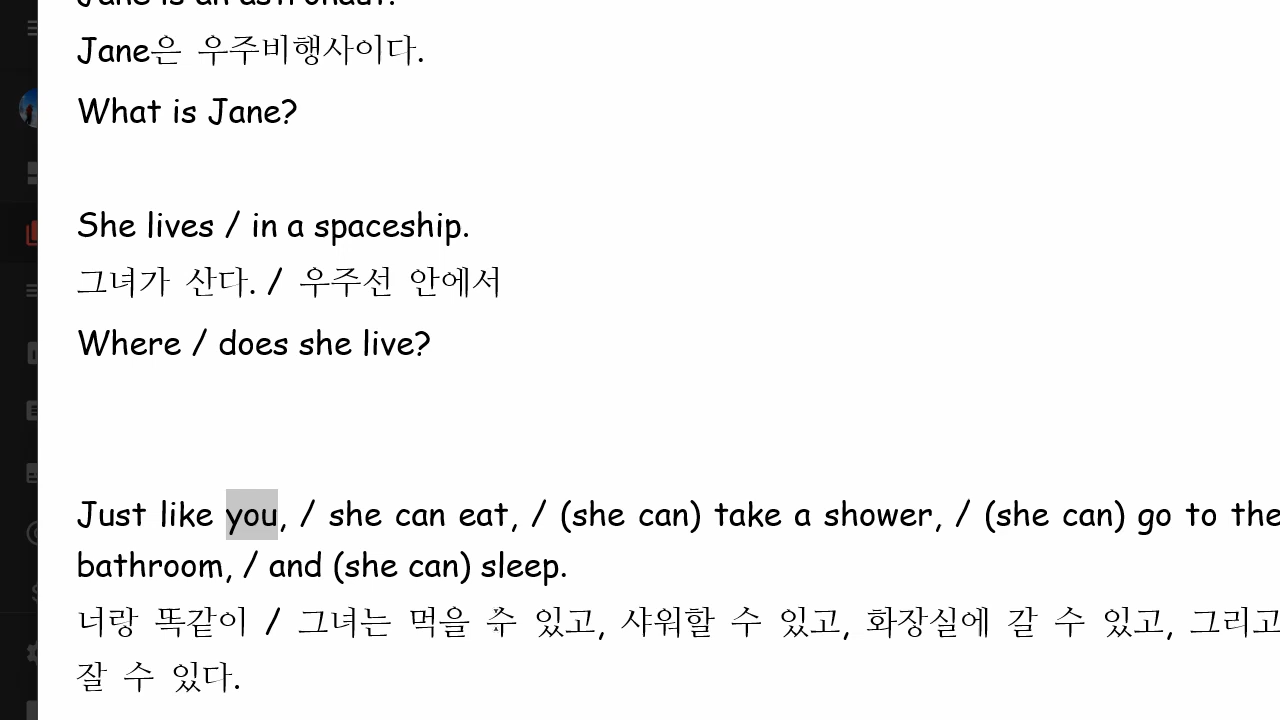 Jane is an astronaut.
Jane은 우주비행사이다.
What is Jane?
She lives / in a spaceship.
그녀가 산다. / 우주선 안에서
Where / does she live?
Just like you, / she can eat, / (she can) take a shower, / (she can) go to the
bathroom, / and (she can) sleep.
너랑 똑같이 / 그녀는 먹을 수 있고, 샤워할 수 있고, 화장실에 갈 수 있고, 그리고
잘 수 있다.